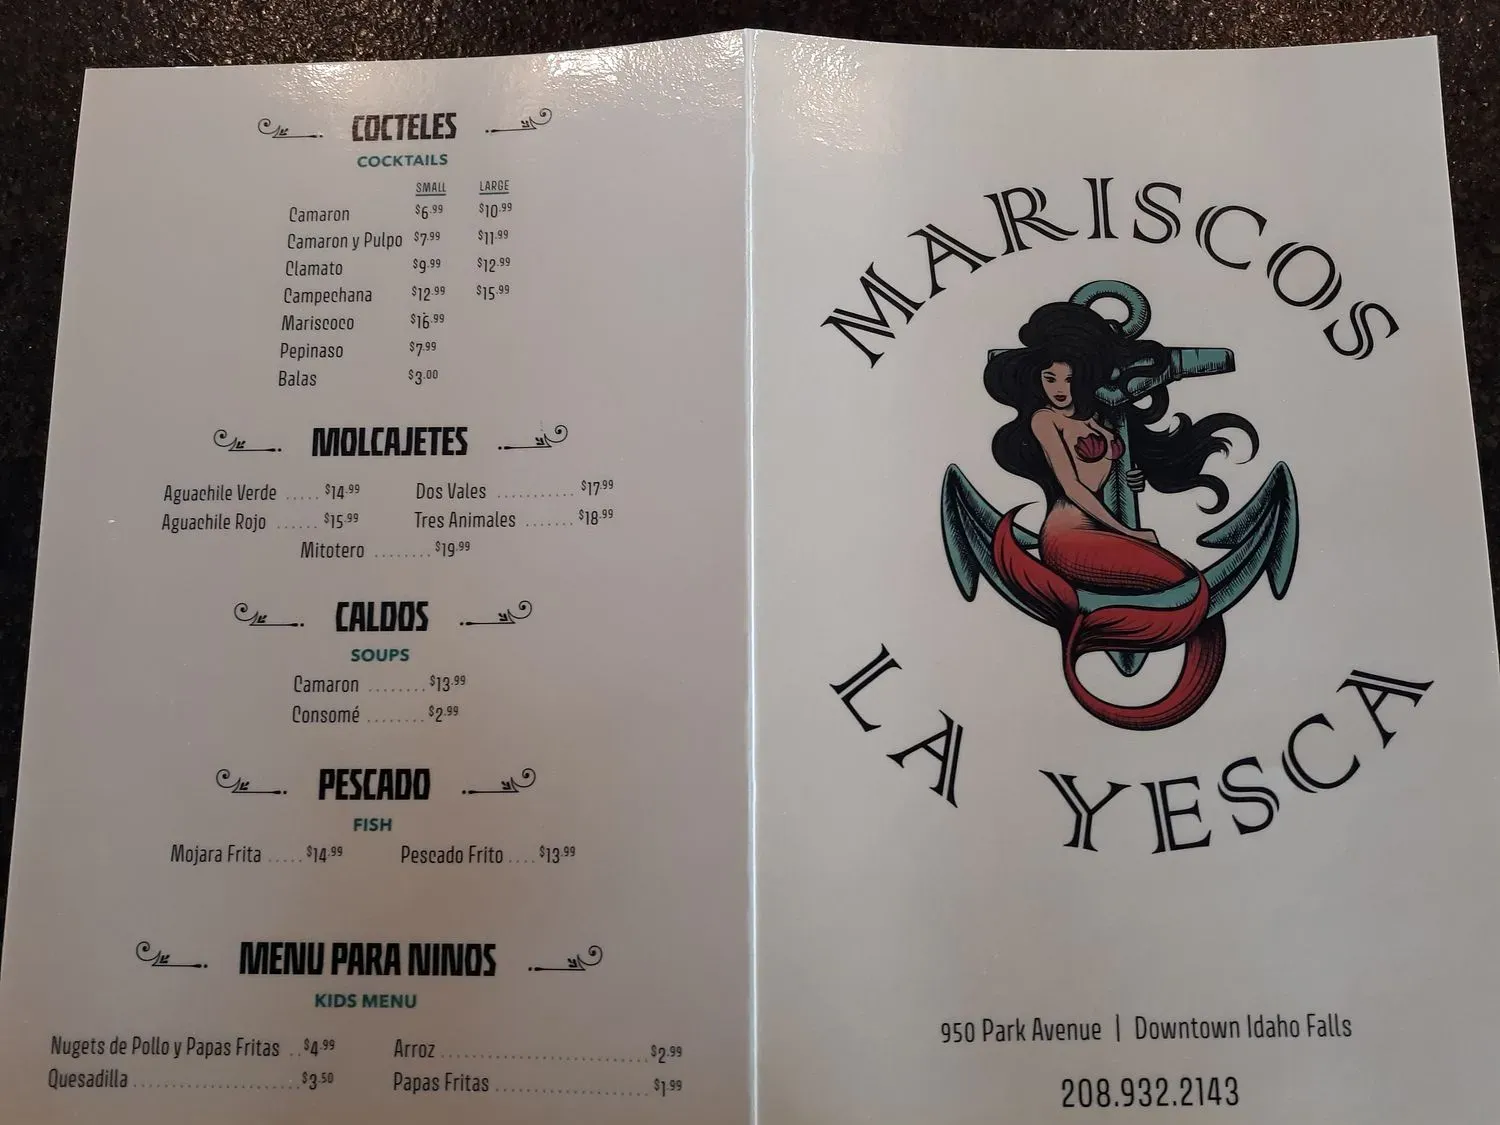 COCTELES
COCKTAILS
SMALL LARGE
Camaron $6.99 $10.99
Camaron y Pulpo $7.99 $11.99
Clamato $9.99 $12.99
Campechana $12.99 $15.99
Mariscoco $16.99
Pepinaso $7.99
Balas $3.00
MOLCAJETES
Aguachile Verde ..... $14.99 Dos Vales ........... $17.99
Aguachile Rojo ...... $15.99 Tres Animales ....... $18.99
Mitotero ........ $19.99
CALDOS
SOUPS
Camaron ........ $13.99
Consomé ........ $2.99
PESCADO
FISH
Mojara Frita ..... $14.99 Pescado Frito .... $13.99
MENU PARA NINOS
KIDS MENU
Nugets de Pollo y Papas Fritas .. $4.99 Arroz ............................... $2.99
Quesadilla ....................... $3.50 Papas Fritas ....................... $1.99
MARISCOS
LA YESCA
950 Park Avenue | Downtown Idaho Falls
208.932.2143